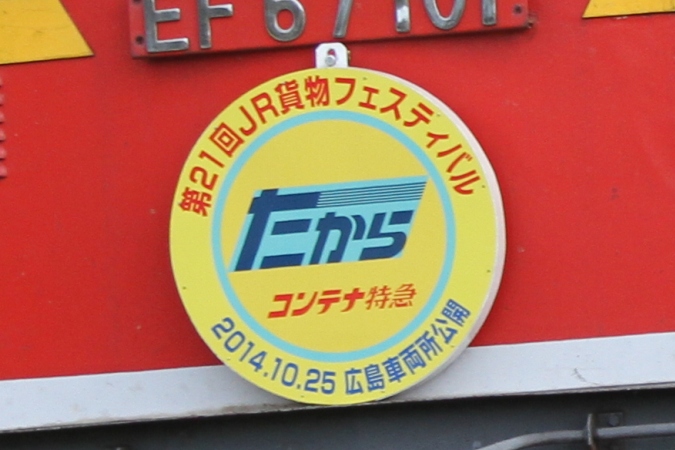 EF67 101
第21回JR貨物フェスティバル
たから
コンテナ特急
2014.10.25 広島車両所公開